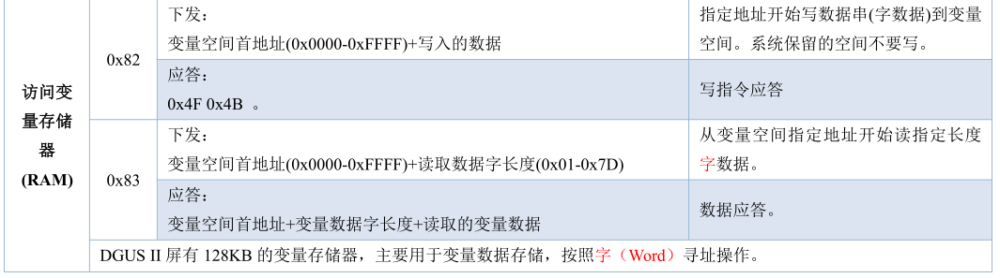 访问变
量存储
器
(RAM)
0x82
下发：
变量空间首地址(0x0000-0xFFFF)+写入的数据
指定地址开始写数据串(字数据)到变量
空间。系统保留的空间不要写。
应答：
0x4F 0x4B 。
写指令应答
0x83
下发：
变量空间首地址(0x0000-0xFFFF)+读取数据字长度(0x01-0x7D)
从变量空间指定地址开始读指定长度
字数据。
应答：
变量空间首地址+变量数据字长度+读取的变量数据
数据应答。
DGUS II 屏有 128KB 的变量存储器，主要用于变量数据存储，按照字（Word）寻址操作。